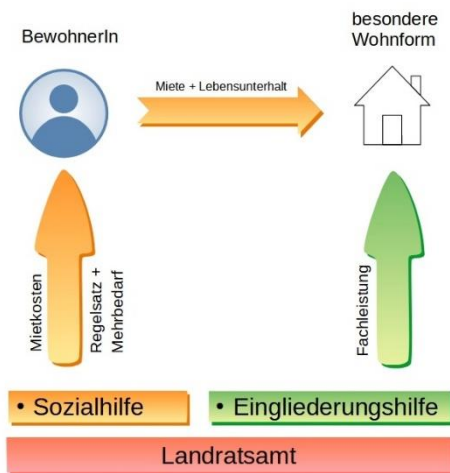 BewohnerIn
besondere
Wohnform
Miete + Lebensunterhalt
Mietkosten
Regelsatz +
Mehrbedarf
Fachleistung
• Sozialhilfe
• Eingliederungshilfe
Landratsamt